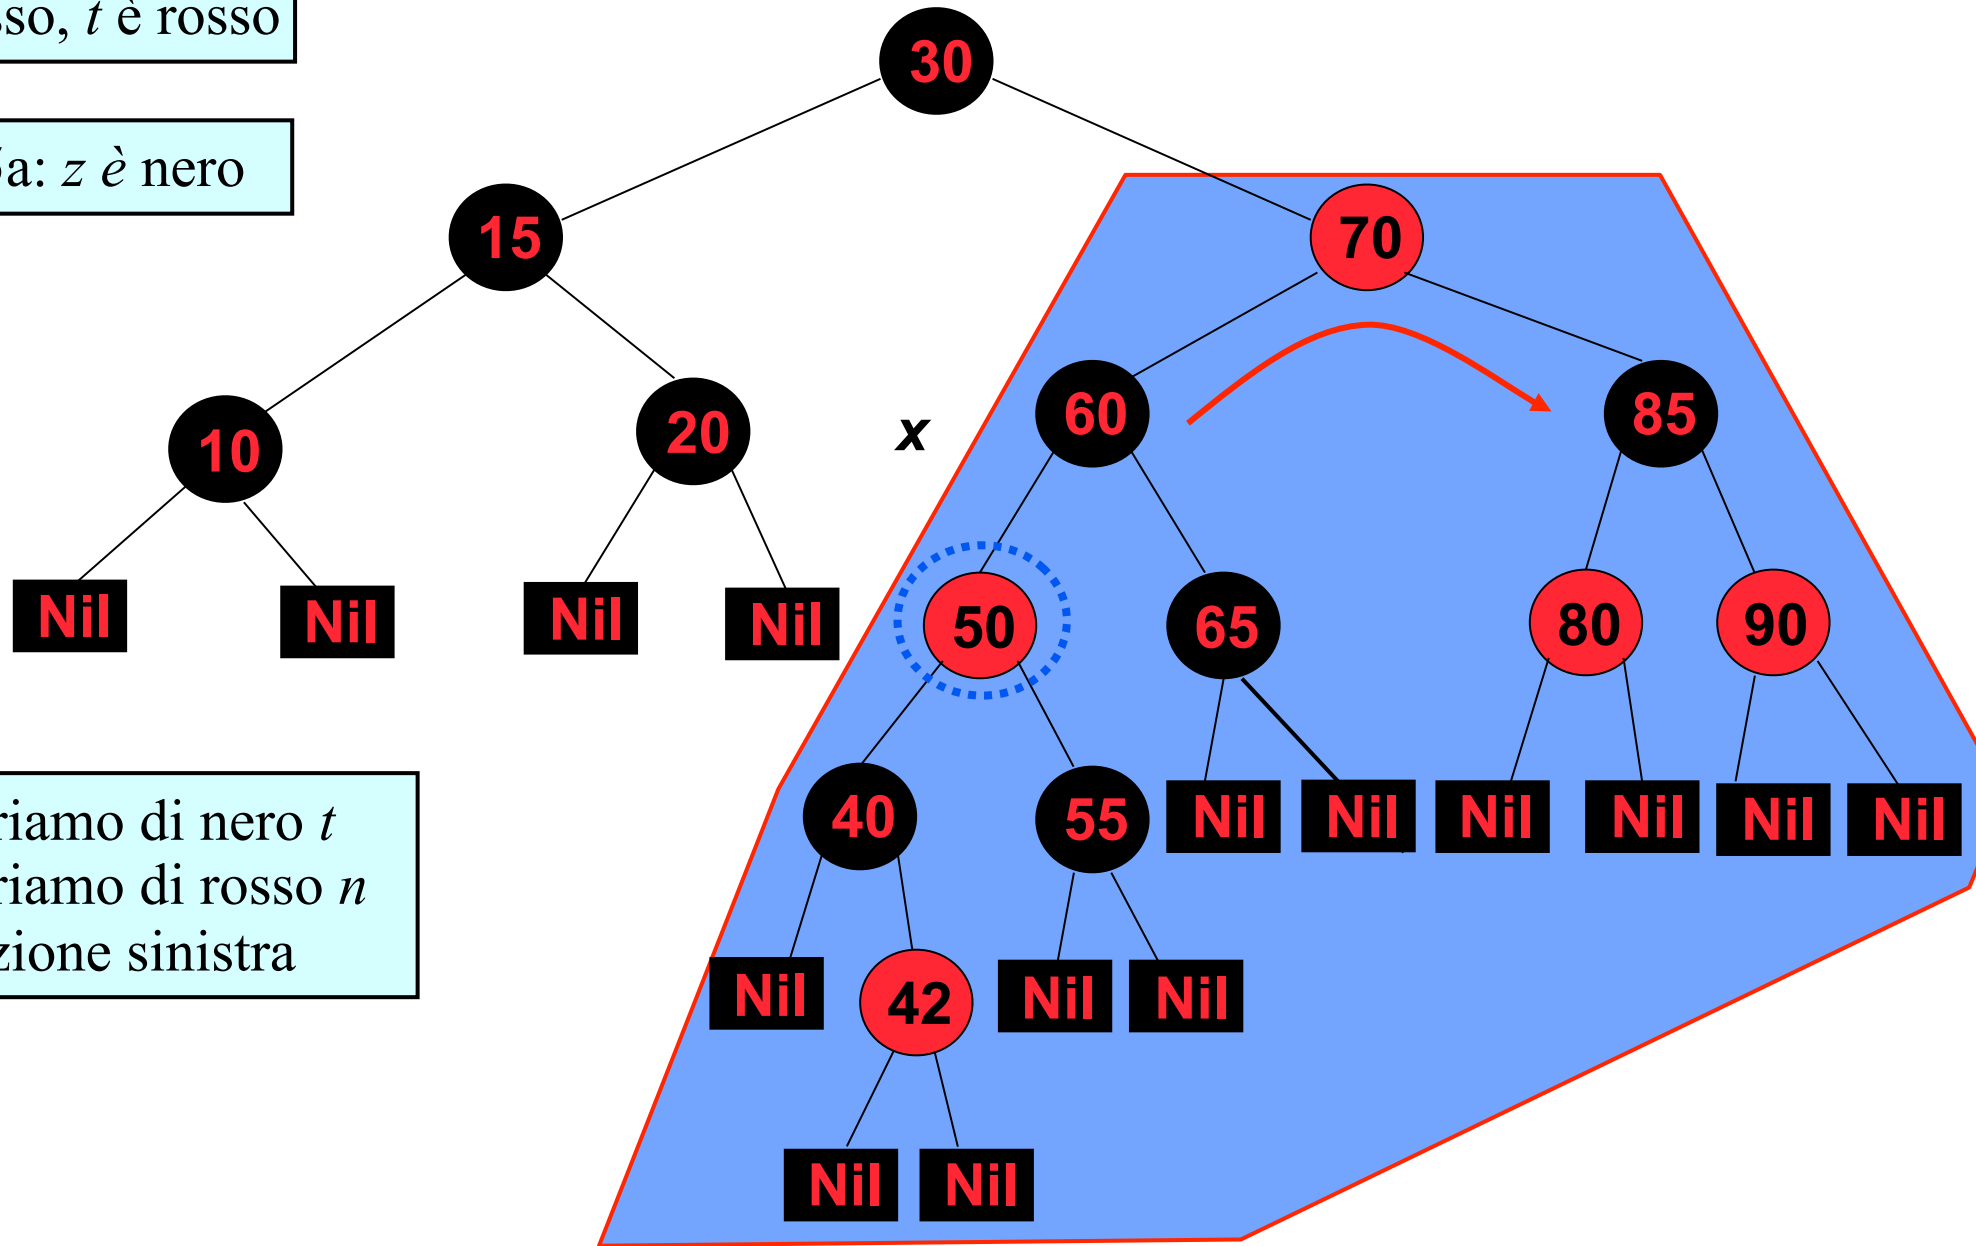 sso, t è rosso
30
5a: z è nero
15
70
60
85
10
20
x
50
65
80
90
Nil
Nil
Nil
Nil
40
55
Nil
Nil
Nil
Nil
Nil
Nil
riamo di nero t
riamo di rosso n
zione sinistra
Nil
42
Nil
Nil
Nil
Nil